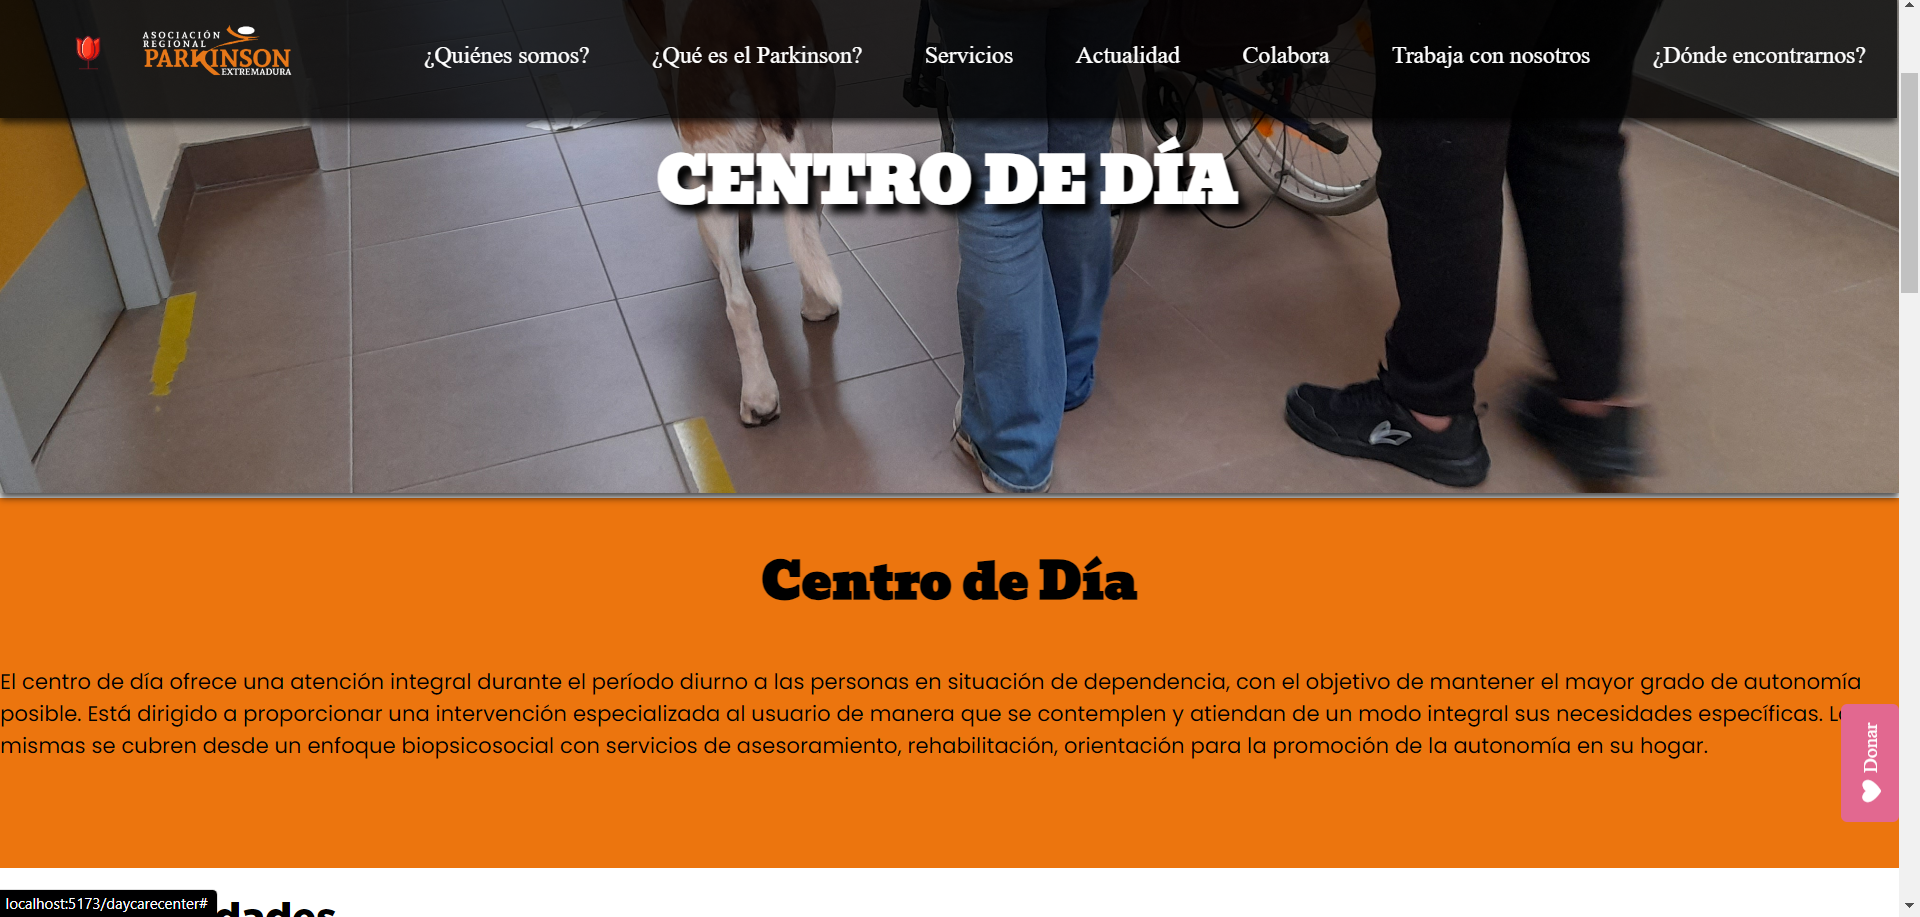 ASOCIACIÓN
REGIONAL
PARKINSON
EXTREMADURA
¿Quiénes somos?
¿Qué es el Parkinson?
Servicios
Actualidad
Colabora
Trabaja con nosotros
¿Dónde encontrarnos?
CENTRO DE DÍA
Centro de Día
El centro de día ofrece una atención integral durante el período diurno a las personas en situación de dependencia, con el objetivo de mantener el mayor grado de autonomía
posible. Está dirigido a proporcionar una intervención especializada al usuario de manera que se contemplen y atiendan de un modo integral sus necesidades específicas.
mismas se cubren desde un enfoque biopsicosocial con servicios de asesoramiento, rehabilitación, orientación para la promoción de la autonomía en su hogar.
Donar
localhost:5173/daycarecenter#